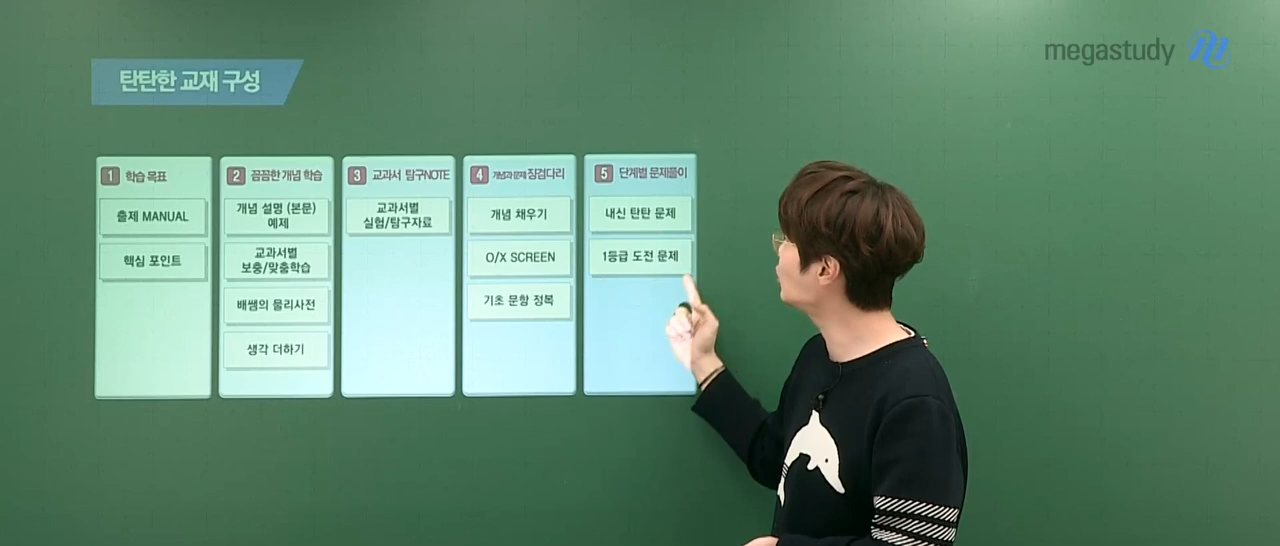 megastudy
탄탄한 교재 구성
1 학습 목표
출제 MANUAL
핵심 포인트
2 꼼꼼한 개념 학습
개념 설명 (본문)
예제
교과서별
보충/맞춤학습
배쌤의 물리사전
생각 더하기
3 교과서 탐구NOTE
교과서별
실험/탐구자료
4 개념과 문제 징검다리
개념 채우기
O/X SCREEN
기초 문항 정복
5 단계별 문제풀이
내신 탄탄 문제
1등급 도전 문제